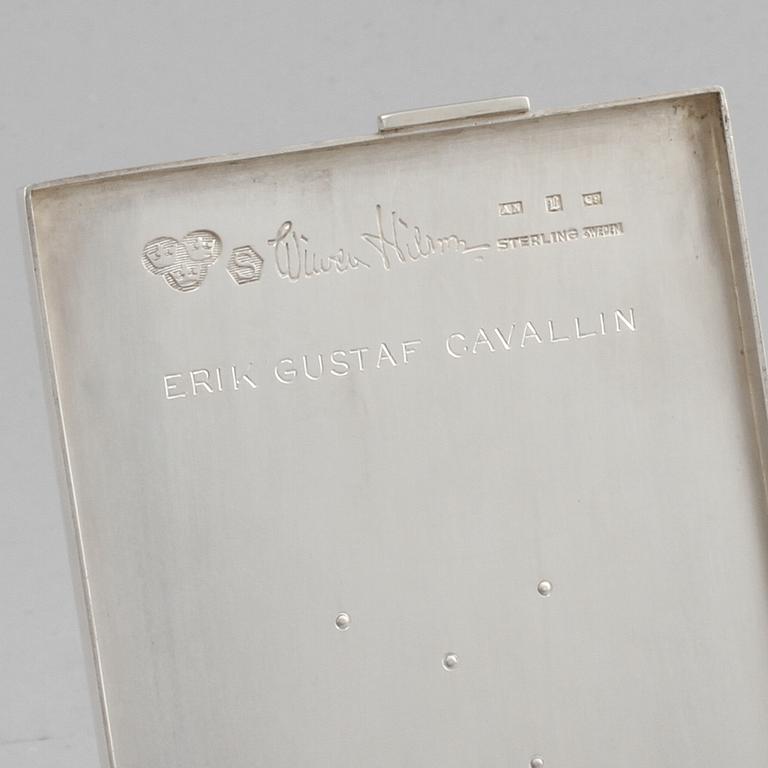 S Wiwen Nilsson STERLING SWEDEN
ERIK GUSTAF CAVALLIN